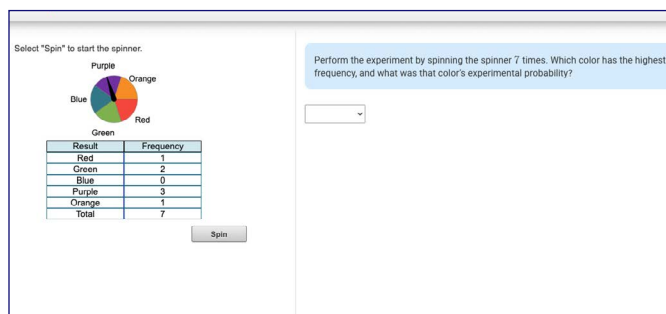 Select "Spin" to start the spinner.
Purple
Orange
Blue
Red
Green
Result Frequency
Red 1
Green 2
Blue 0
Purple 3
Orange 1
Total 7
Spin
Perform the experiment by spinning the spinner 7 times. Which color has the highest
frequency, and what was that color's experimental probability?